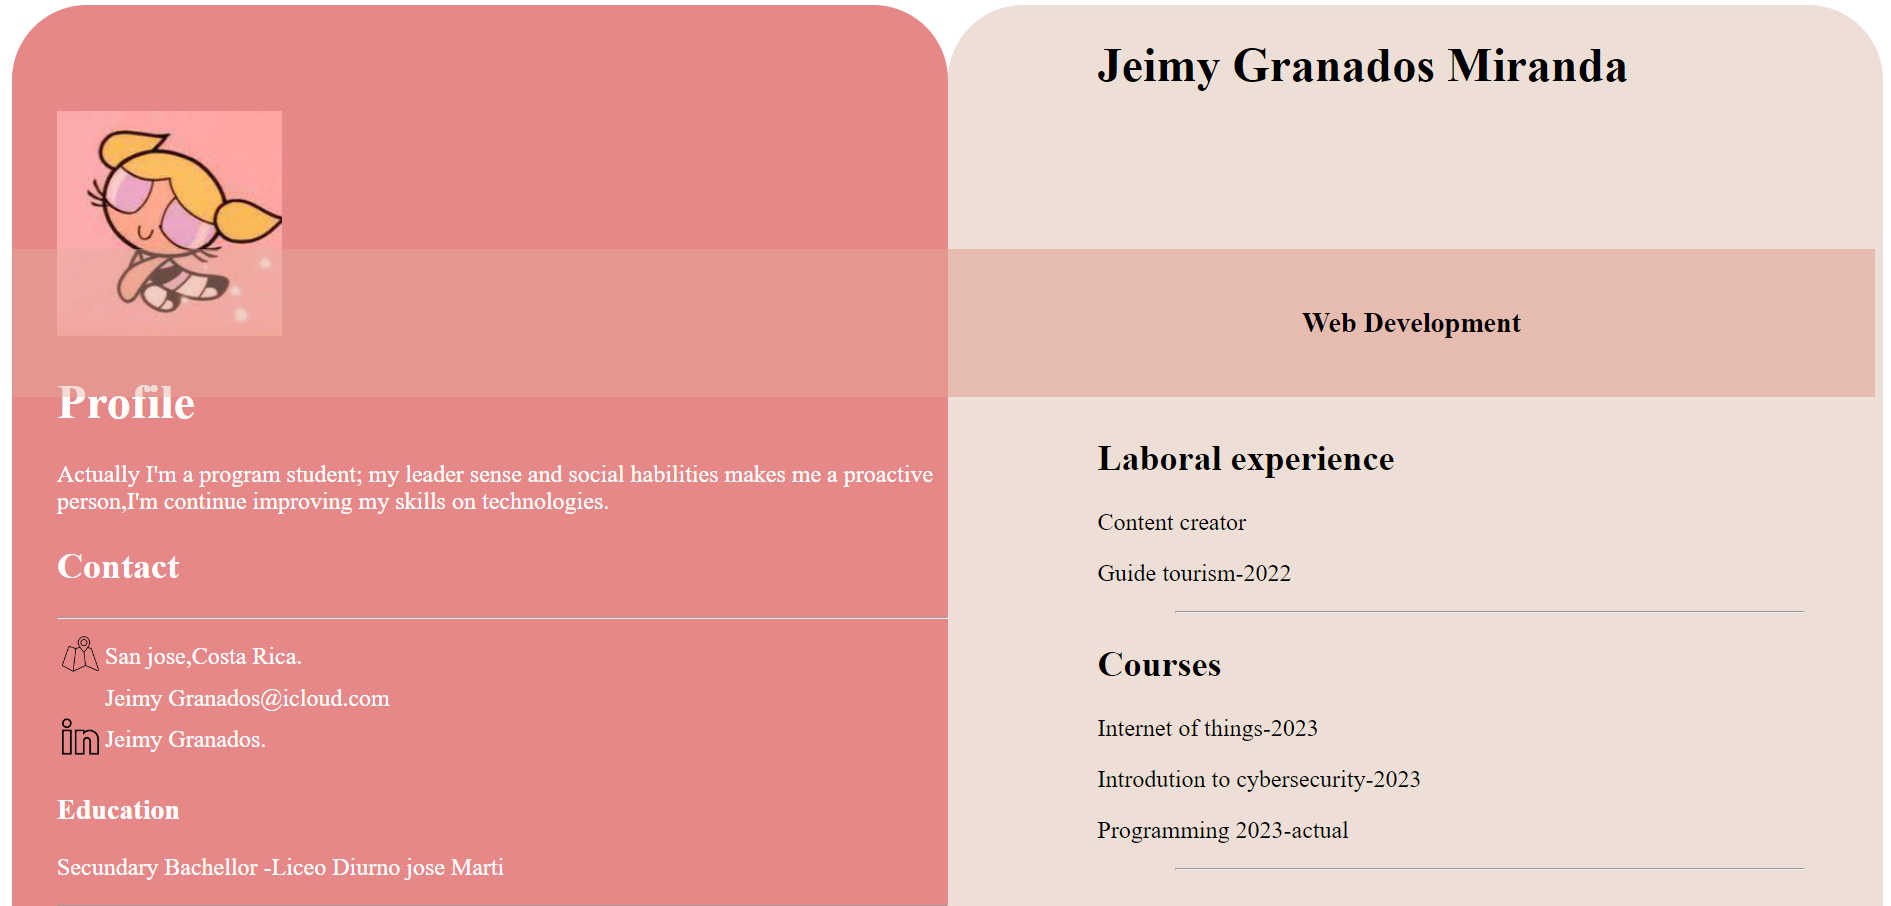 Profile
Actually I'm a program student; my leader sense and social habilities makes me a proactive
person,I'm continue improving my skills on technologies.
Contact
San jose,Costa Rica.
Jeimy Granados@icloud.com
in Jeimy Granados.
Education
Secundary Bachellor -Liceo Diurno jose Marti
Jeimy Granados Miranda
Web Development
Laboral experience
Content creator
Guide tourism-2022
Courses
Internet of things-2023
Introdution to cybersecurity-2023
Programming 2023-actual